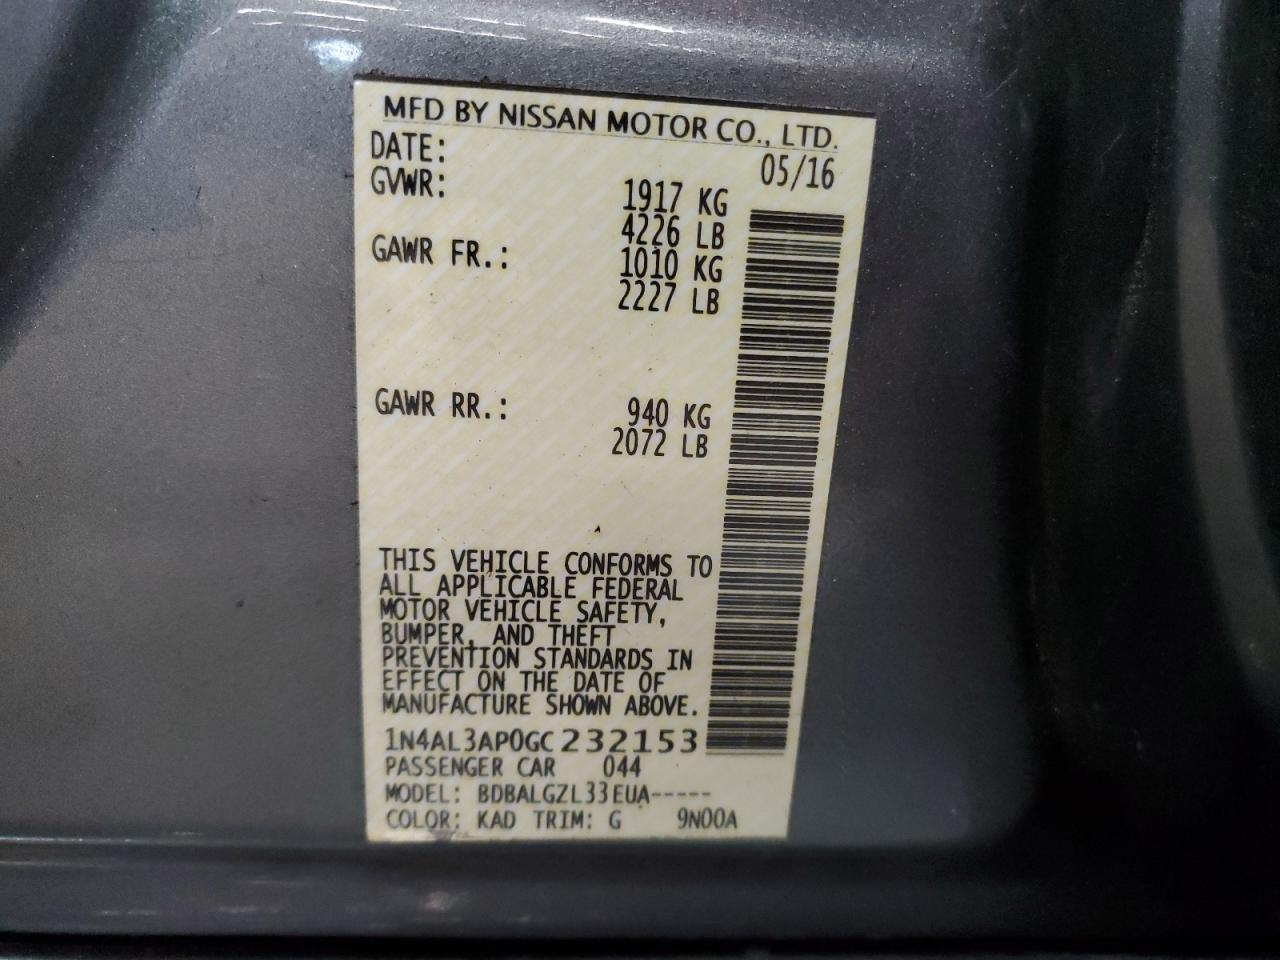 MFD BY NISSAN MOTOR CO., LTD.
DATE: 05/16
GVWR: 1917 KG
4226 LB
GAWR FR.: 1010 KG
2227 LB
GAWR RR.: 940 KG
2072 LB
THIS VEHICLE CONFORMS TO
ALL APPLICABLE FEDERAL
MOTOR VEHICLE SAFETY,
BUMPER, AND THEFT
PREVENTION STANDARDS IN
EFFECT ON THE DATE OF
MANUFACTURE SHOWN ABOVE.
1N4AL3AP0GC232153
PASSENGER CAR 044
MODEL: BDBALGZL33EUA-----
COLOR: KAD TRIM: G 9N00A